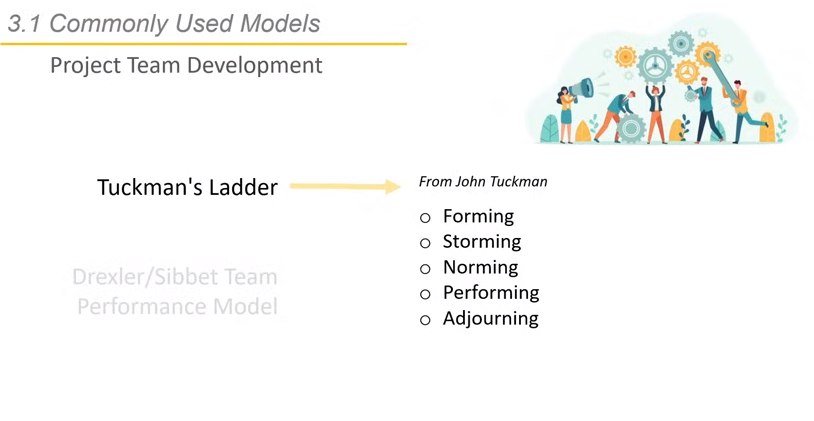 3.1 Commonly Used Models
Project Team Development
Tuckman's Ladder
From John Tuckman
o Forming
o Storming
o Norming
o Performing
o Adjourning
Drexler/Sibbet Team
Performance Model